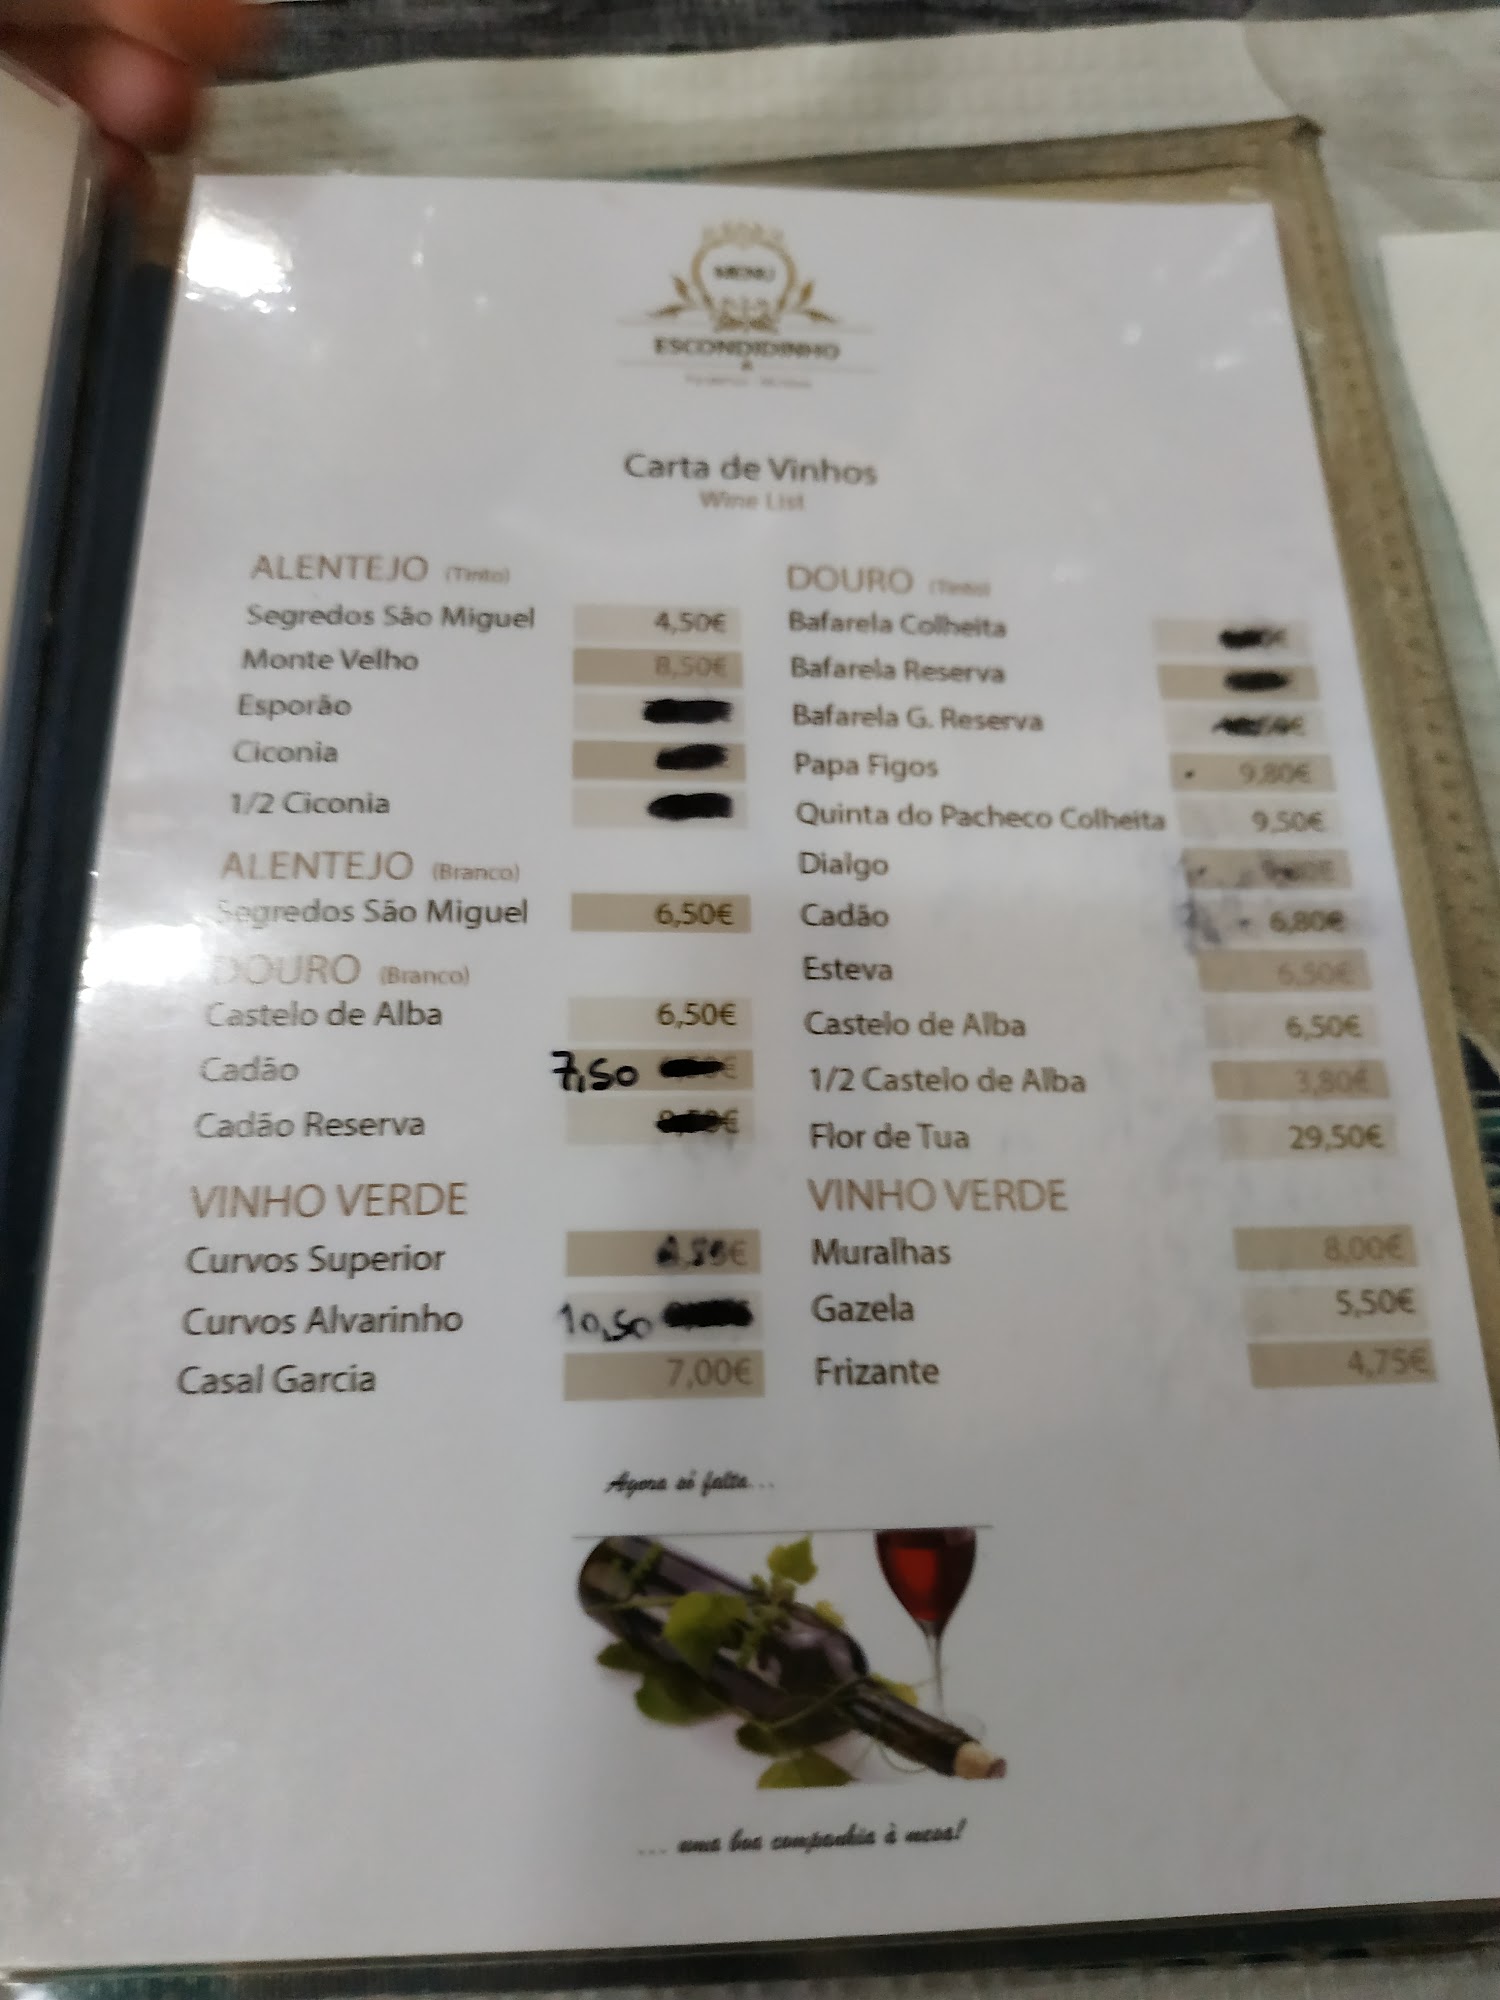 MENU
ESCONDIDINHO
Carta de Vinhos
Wine List
ALENTEJO (Tinto)
Segredos São Miguel 4,50€
Monte Velho 8,50€
Esporão
Ciconia
1/2 Ciconia
ALENTEJO (Branco)
Segredos São Miguel 6,50€
DOURO (Branco)
Castelo de Alba 6,50€
Cadão 7,50
Cadão Reserva
VINHO VERDE
Curvos Superior
Curvos Alvarinho 10,50
Casal Garcia 7,00€
DOURO (Tinto)
Bafarela Colheita
Bafarela Reserva
Bafarela G. Reserva
Papa Figos 9,80€
Quinta do Pacheco Colheita 9,50€
Dialgo
Cadão 6,80€
Esteva 6,50€
Castelo de Alba 6,50€
1/2 Castelo de Alba 3,80€
Flor de Tua 29,50€
VINHO VERDE
Muralhas 8,00€
Gazela 5,50€
Frizante 4,75€
Agora só falta...
... uma boa companhia à mesa!